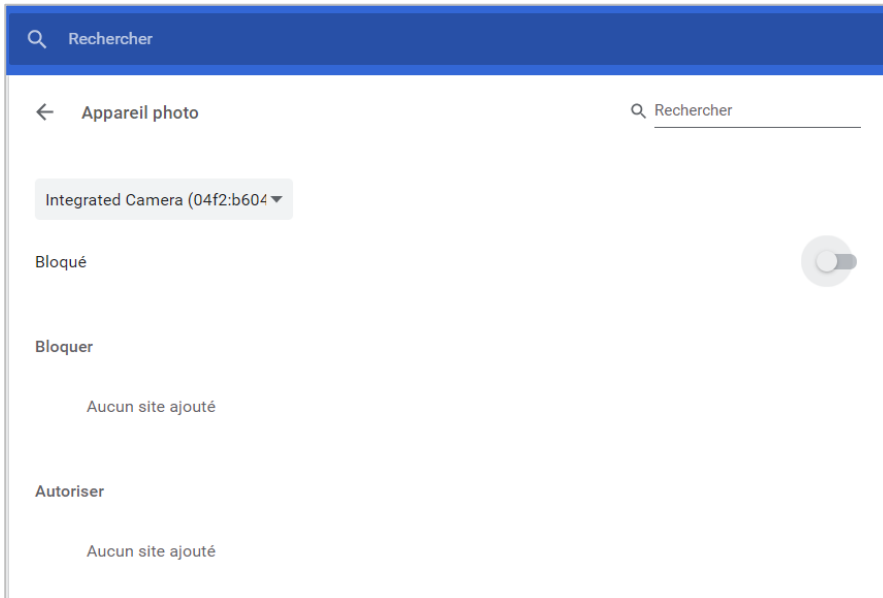 Rechercher
Appareil photo
Rechercher
Integrated Camera (04f2:b604
Bloqué
Bloquer
Aucun site ajouté
Autoriser
Aucun site ajouté